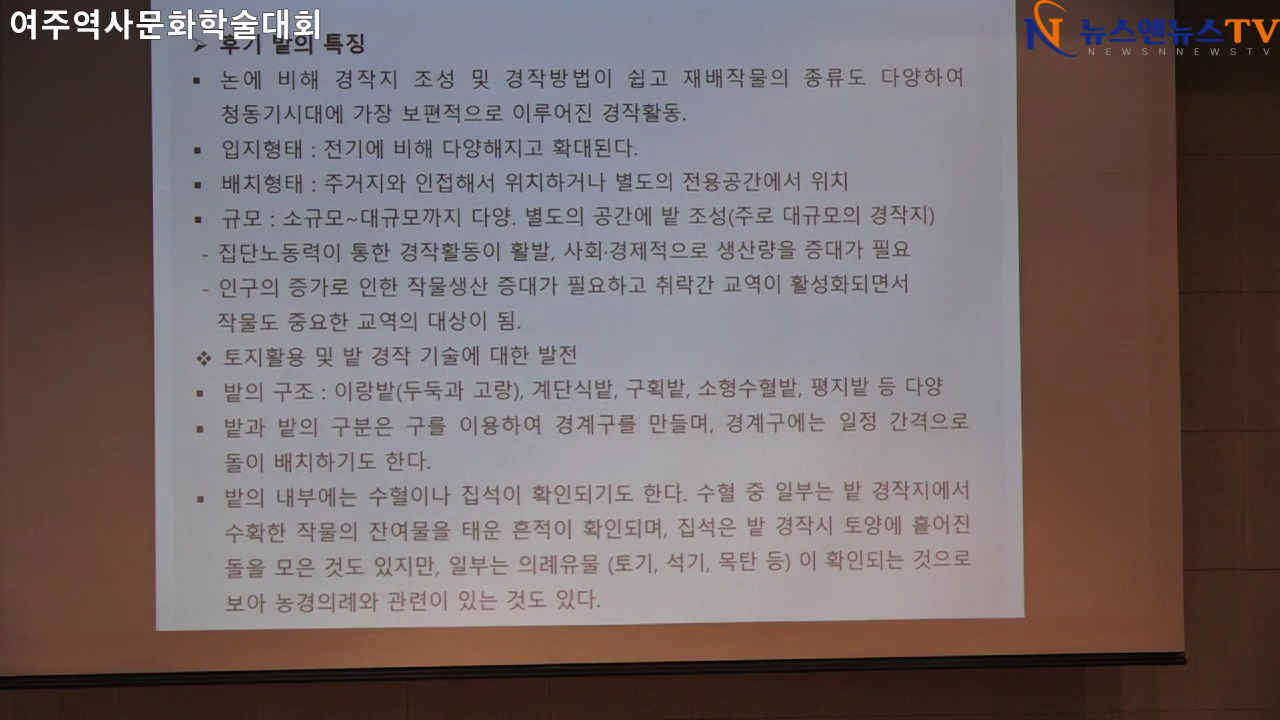 여주역사문화학술대회
뉴스앤뉴스TV
NEWSNNEWSTV
➢ 후기 밭의 특징
▪ 논에 비해 경작지 조성 및 경작방법이 쉽고 재배작물의 종류도 다양하여
청동기시대에 가장 보편적으로 이루어진 경작활동.
▪ 입지형태 : 전기에 비해 다양해지고 확대된다.
▪ 배치형태 : 주거지와 인접해서 위치하거나 별도의 전용공간에서 위치
▪ 규모 : 소규모~대규모까지 다양. 별도의 공간에 밭 조성(주로 대규모의 경작지)
- 집단노동력이 통한 경작활동이 활발, 사회·경제적으로 생산량을 증대가 필요
- 인구의 증가로 인한 작물생산 증대가 필요하고 취락간 교역이 활성화되면서
작물도 중요한 교역의 대상이 됨.
❖ 토지활용 및 밭 경작 기술에 대한 발전
▪ 밭의 구조 : 이랑밭(두둑과 고랑), 계단식밭, 구획밭, 소형수혈밭, 평지밭 등 다양
▪ 밭과 밭의 구분은 구를 이용하여 경계구를 만들며, 경계구에는 일정 간격으로
돌이 배치하기도 한다.
▪ 밭의 내부에는 수혈이나 집석이 확인되기도 한다. 수혈 중 일부는 밭 경작지에서
수확한 작물의 잔여물을 태운 흔적이 확인되며, 집석은 밭 경작시 토양에 흩어진
돌을 모은 것도 있지만, 일부는 의례유물 (토기, 석기, 목탄 등) 이 확인되는 것으로
보아 농경의례와 관련이 있는 것도 있다.